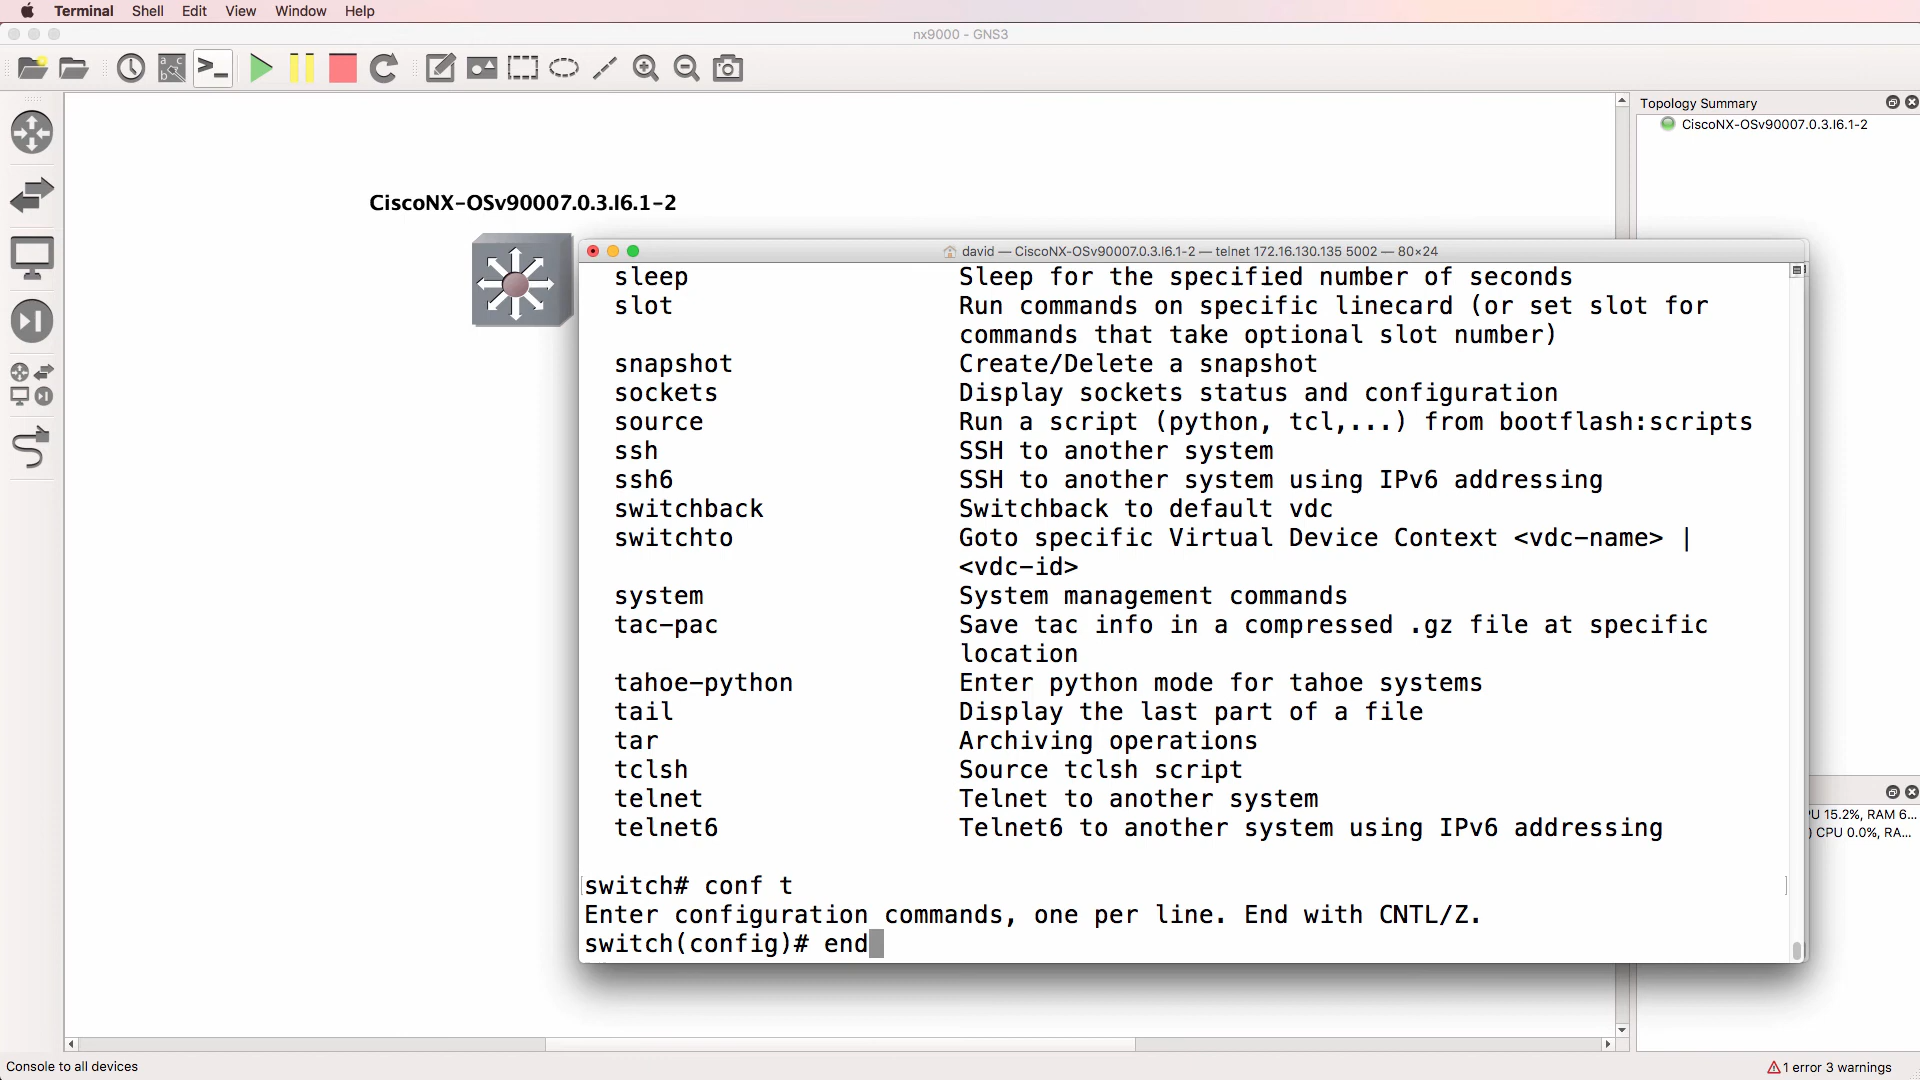 Terminal Shell Edit View Window Help
nx9000 - GNS3
Topology Summary
CiscoNX-OSv90007.0.3.I6.1-2
CiscoNX-OSv90007.0.3.I6.1-2
david — CiscoNX-OSv90007.0.3.I6.1-2 — telnet 172.16.130.135 5002 — 80×24
sleep Sleep for the specified number of seconds
slot Run commands on specific linecard (or set slot for
commands that take optional slot number)
snapshot Create/Delete a snapshot
sockets Display sockets status and configuration
source Run a script (python, tcl,...) from bootflash:scripts
ssh SSH to another system
ssh6 SSH to another system using IPv6 addressing
switchback Switchback to default vdc
switchto Goto specific Virtual Device Context <vdc-name> |
<vdc-id>
system System management commands
tac-pac Save tac info in a compressed .gz file at specific
location
tahoe-python Enter python mode for tahoe systems
tail Display the last part of a file
tar Archiving operations
tclsh Source tclsh script
telnet Telnet to another system
telnet6 Telnet6 to another system using IPv6 addressing
switch# conf t
Enter configuration commands, one per line. End with CNTL/Z.
switch(config)# end
15.2%, RAM 6...
) CPU 0.0%, RA...
Console to all devices
1 error 3 warnings